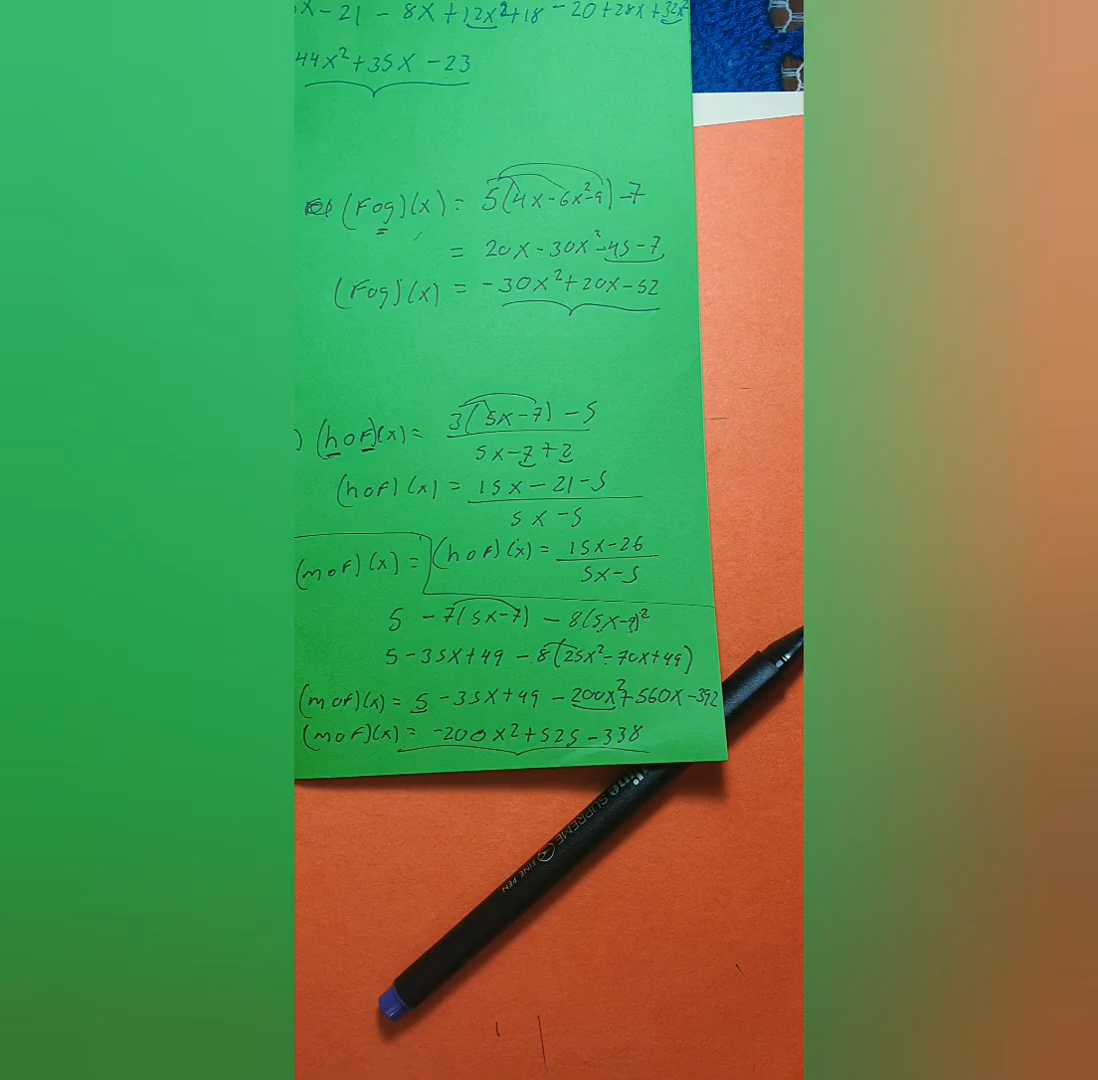 x - 21 - 8x + 12x² + 18 - 20 + 28x + 32x²
44x² + 35x - 23
(Fog)(x) = 5(4x - 6x² - 9) - 7
= 20x - 30x² - 45 - 7
(Fog)(x) = -30x² + 20x - 52
) (hoF)(x) = 3(5x - 7) - 5
5x - 7 + 2
(hoF)(x) = 15x - 21 - 5
5x - 5
(moF)(x) = (hoF)(x) = 15x - 26
5x - 5
5 - 7(5x - 7) - 8(5x - 7)²
5 - 35x + 49 - 8(25x² - 70x + 49)
(moF)(x) = 5 - 35x + 49 - 200x² + 560x - 392
(moF)(x) = -200x² + 525 - 338
line SUPREME FINE PEN